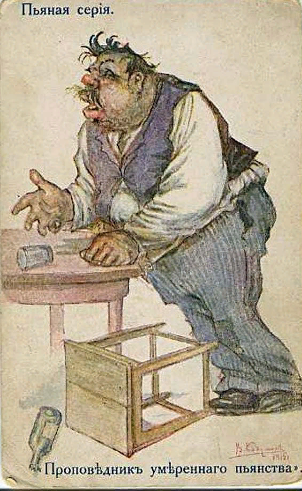 Пьяная серія.
„Проповѣдникъ умѣреннаго пьянства“.